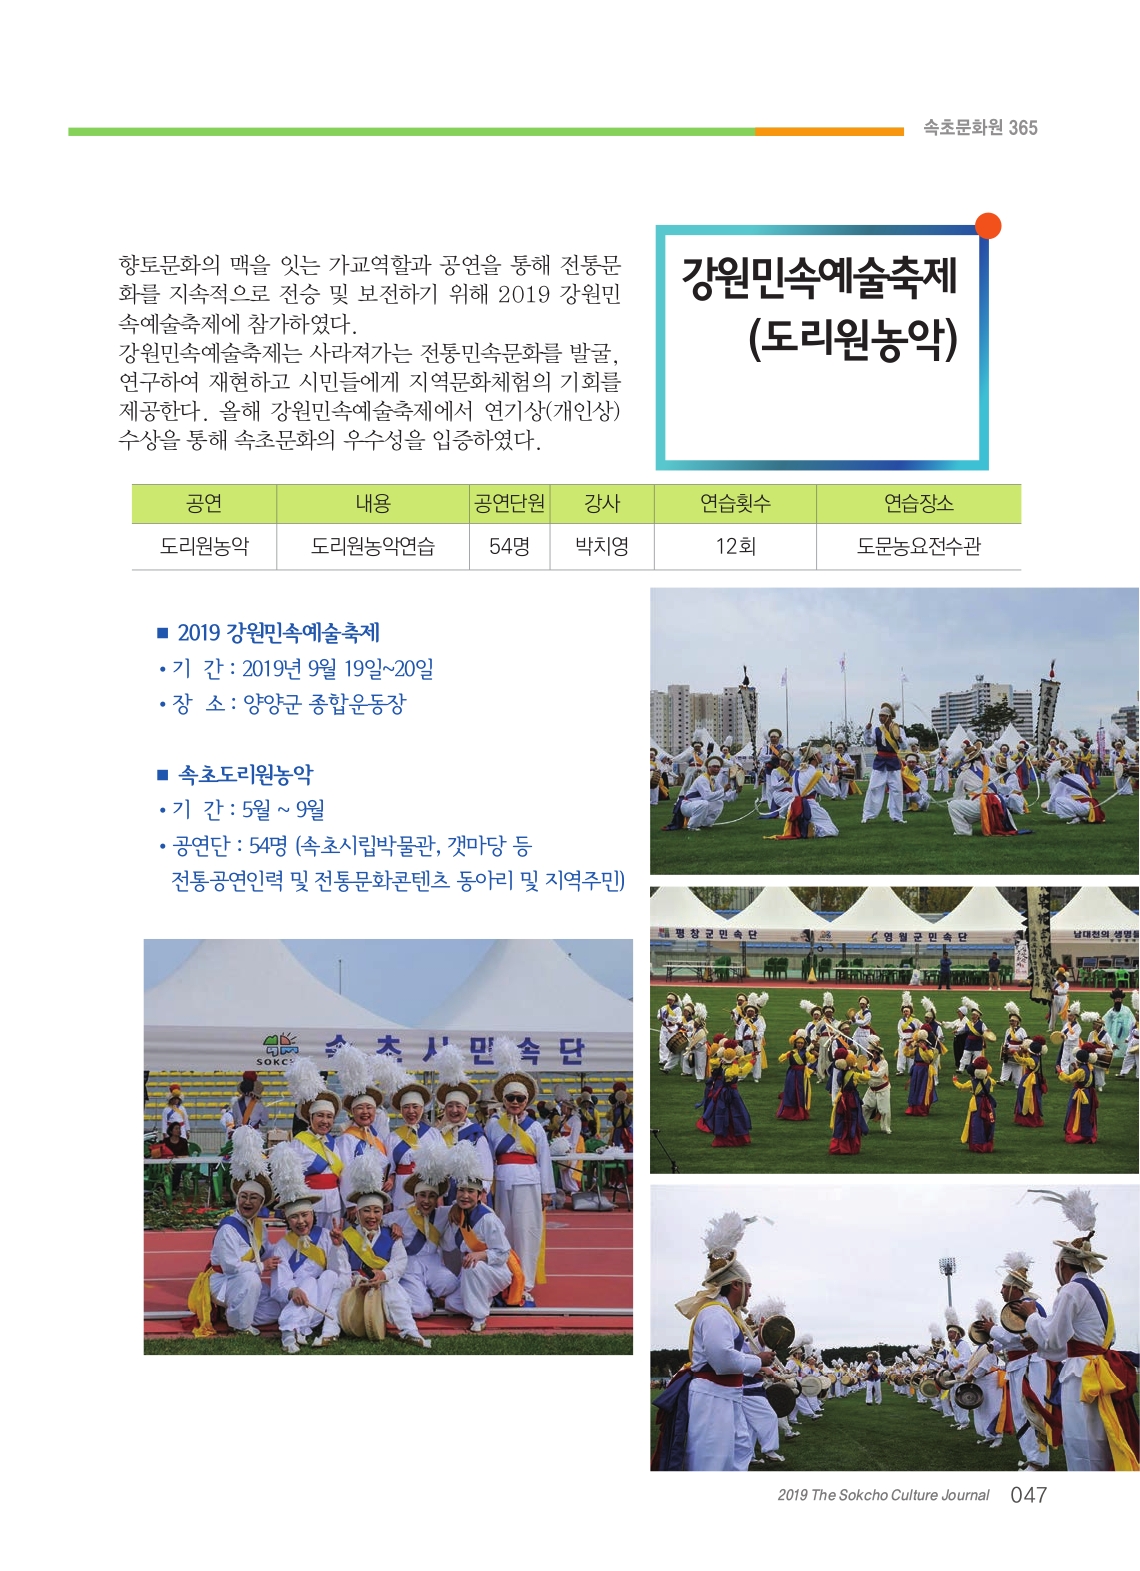 속초문화원 365
강원민속예술축제
(도리원농악)
향토문화의 맥을 잇는 가교역할과 공연을 통해 전통문
화를 지속적으로 전승 및 보전하기 위해 2019 강원민
속예술축제에 참가하였다.
강원민속예술축제는 사라져가는 전통민속문화를 발굴,
연구하여 재현하고 시민들에게 지역문화체험의 기회를
제공한다. 올해 강원민속예술축제에서 연기상(개인상)
수상을 통해 속초문화의 우수성을 입증하였다.
공연 내용 공연단원 강사 연습횟수 연습장소
도리원농악 도리원농악연습 54명 박치영 12회 도문농요전수관
■ 2019 강원민속예술축제
• 기 간 : 2019년 9월 19일~20일
• 장 소 : 양양군 종합운동장
■ 속초도리원농악
• 기 간 : 5월 ~ 9월
• 공연단 : 54명 (속초시립박물관, 갯마당 등
전통공연인력 및 전통문화콘텐츠 동아리 및 지역주민)
평창군민속단
영월군민속단
남대천의 생명
속초시민속단
SOKC
2019 The Sokcho Culture Journal 047